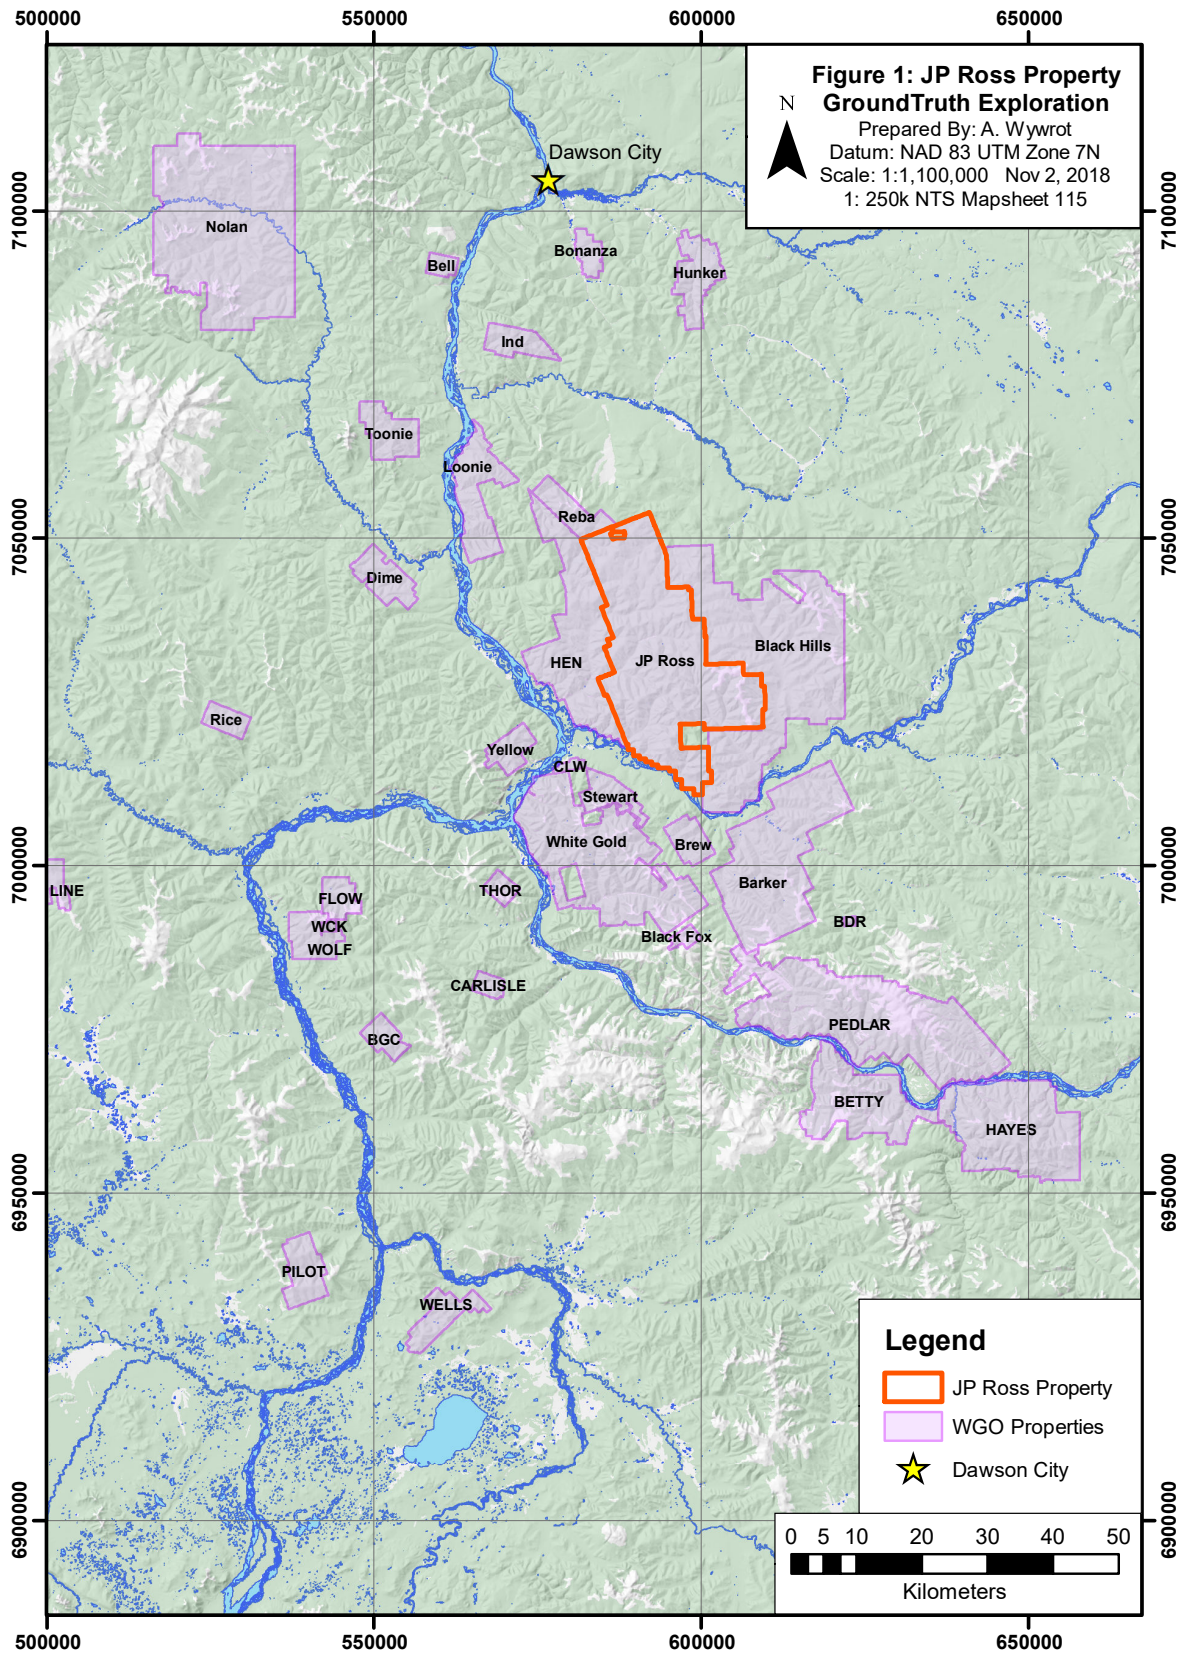 500000
550000
600000
650000
Figure 1: JP Ross Property
GroundTruth Exploration
N
Prepared By: A. Wywrot
Datum: NAD 83 UTM Zone 7N
Scale: 1:1,100,000 Nov 2, 2018
1: 250k NTS Mapsheet 115
Dawson City
7100000
7100000
Nolan
Bonanza
Bell
Hunker
Ind
Toonie
Loonie
Reba
7050000
7050000
Dime
Black Hills
HEN
JP Ross
Rice
Yellow
CLW
Stewart
White Gold
Brew
7000000
7000000
LINE
THOR
Barker
FLOW
BDR
WCK
Black Fox
WOLF
CARLISLE
PEDLAR
BGC
BETTY
HAYES
6950000
6950000
PILOT
WELLS
Legend
JP Ross Property
WGO Properties
Dawson City
6900000
6900000
0 5 10 20 30 40 50
Kilometers
500000
550000
600000
650000